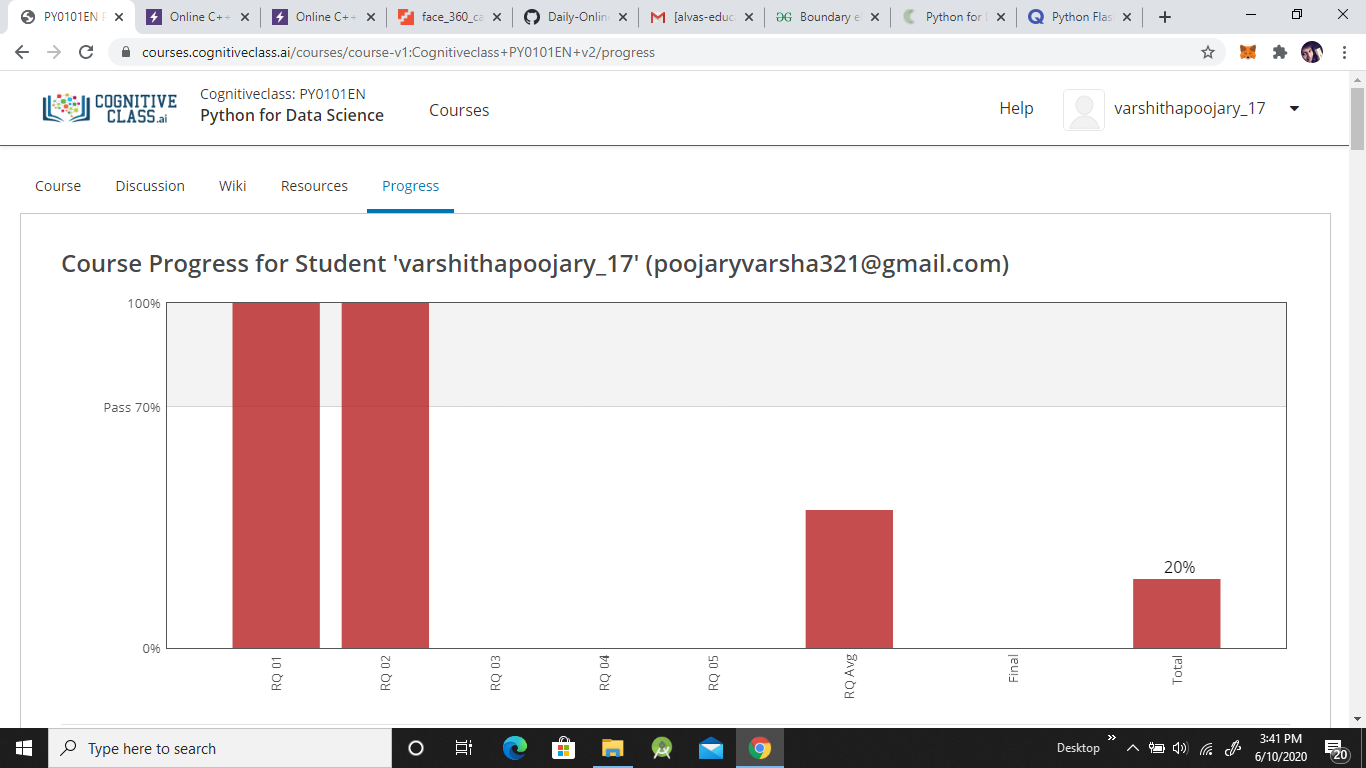 PY0101EN P
Online C++
Online C++
face_360_ca
Daily-Online
[alvas-educ
Boundary e
Python for
Python Flas
courses.cognitiveclass.ai/courses/course-v1:Cognitiveclass+PY0101EN+v2/progress
COGNITIVE
CLASS.ai
Cognitiveclass: PY0101EN
Python for Data Science
Courses
Help
varshithapoojary_17
Course
Discussion
Wiki
Resources
Progress
Course Progress for Student 'varshithapoojary_17' (poojaryvarsha321@gmail.com)
100%
Pass 70%
0%
20%
RQ 01
RQ 02
RQ 03
RQ 04
RQ 05
RQ Avg
Final
Total
Type here to search
Desktop
3:41 PM
6/10/2020
20